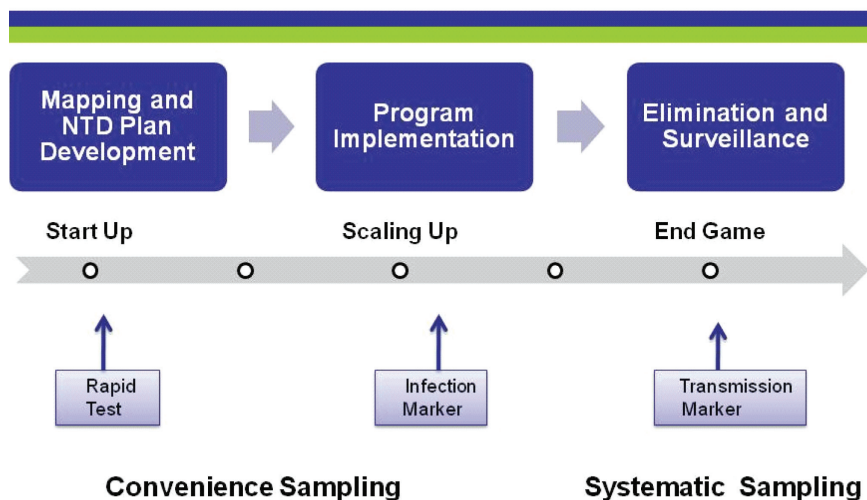 Mapping and
NTD Plan
Development
Program
Implementation
Elimination and
Surveillance
Start Up
Scaling Up
End Game
Rapid
Test
Infection
Marker
Transmission
Marker
Convenience Sampling
Systematic Sampling